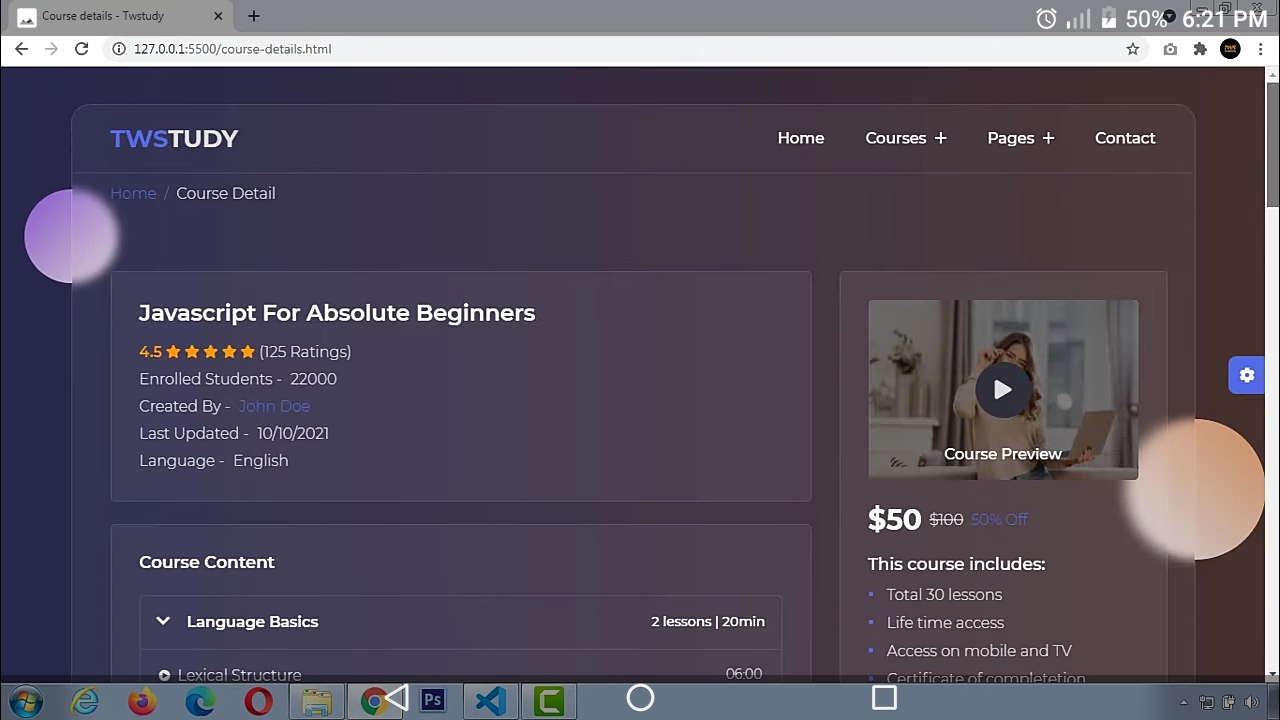 Course details - Twstudy
50% 6:21 PM
127.0.0.1:5500/course-details.html
TWSTUDY
Home Courses + Pages + Contact
Home / Course Detail
Javascript For Absolute Beginners
4.5 (125 Ratings)
Enrolled Students - 22000
Created By - John Doe
Last Updated - 10/10/2021
Language - English
Course Preview
$50 $100 50% Off
This course includes:
Total 30 lessons
Life time access
Access on mobile and TV
Certificate of completetion
Course Content
Language Basics 2 lessons | 20min
Lexical Structure 06:00
Ps